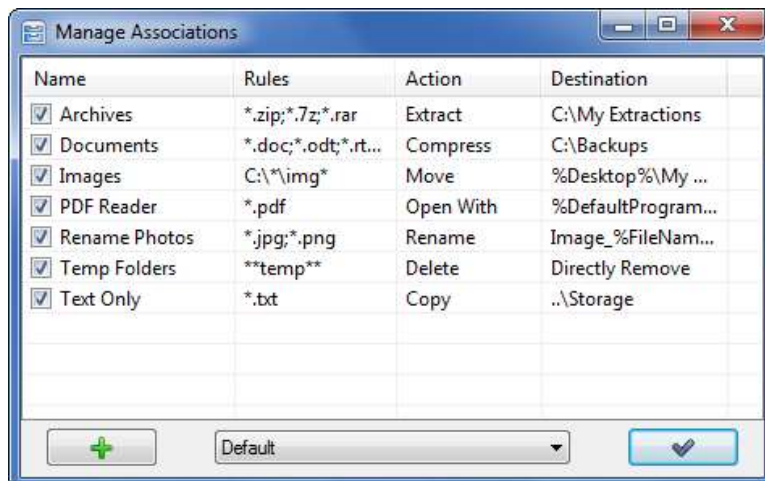 Manage Associations
Name Rules Action Destination
Archives *.zip;*.7z;*.rar Extract C:\My Extractions
Documents *.doc;*.odt;*.rt... Compress C:\Backups
Images C:\*\img* Move %Desktop%\My ...
PDF Reader *.pdf Open With %DefaultProgram...
Rename Photos *.jpg;*.png Rename Image_%FileNam...
Temp Folders **temp** Delete Directly Remove
Text Only *.txt Copy ..\Storage
Default